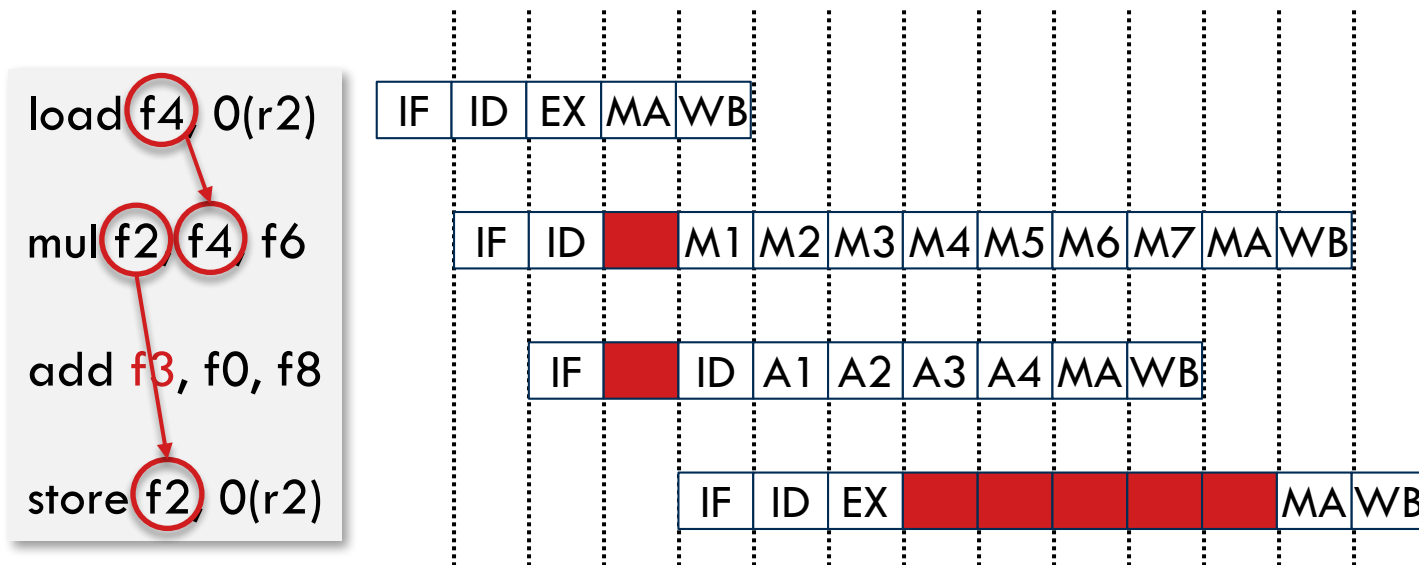 load f4, 0(r2)
IF ID EX MA WB
mul f2, f4, f6
IF ID M1 M2 M3 M4 M5 M6 M7 MA WB
add f3, f0, f8
IF ID A1 A2 A3 A4 MA WB
store f2, 0(r2)
IF ID EX MA WB